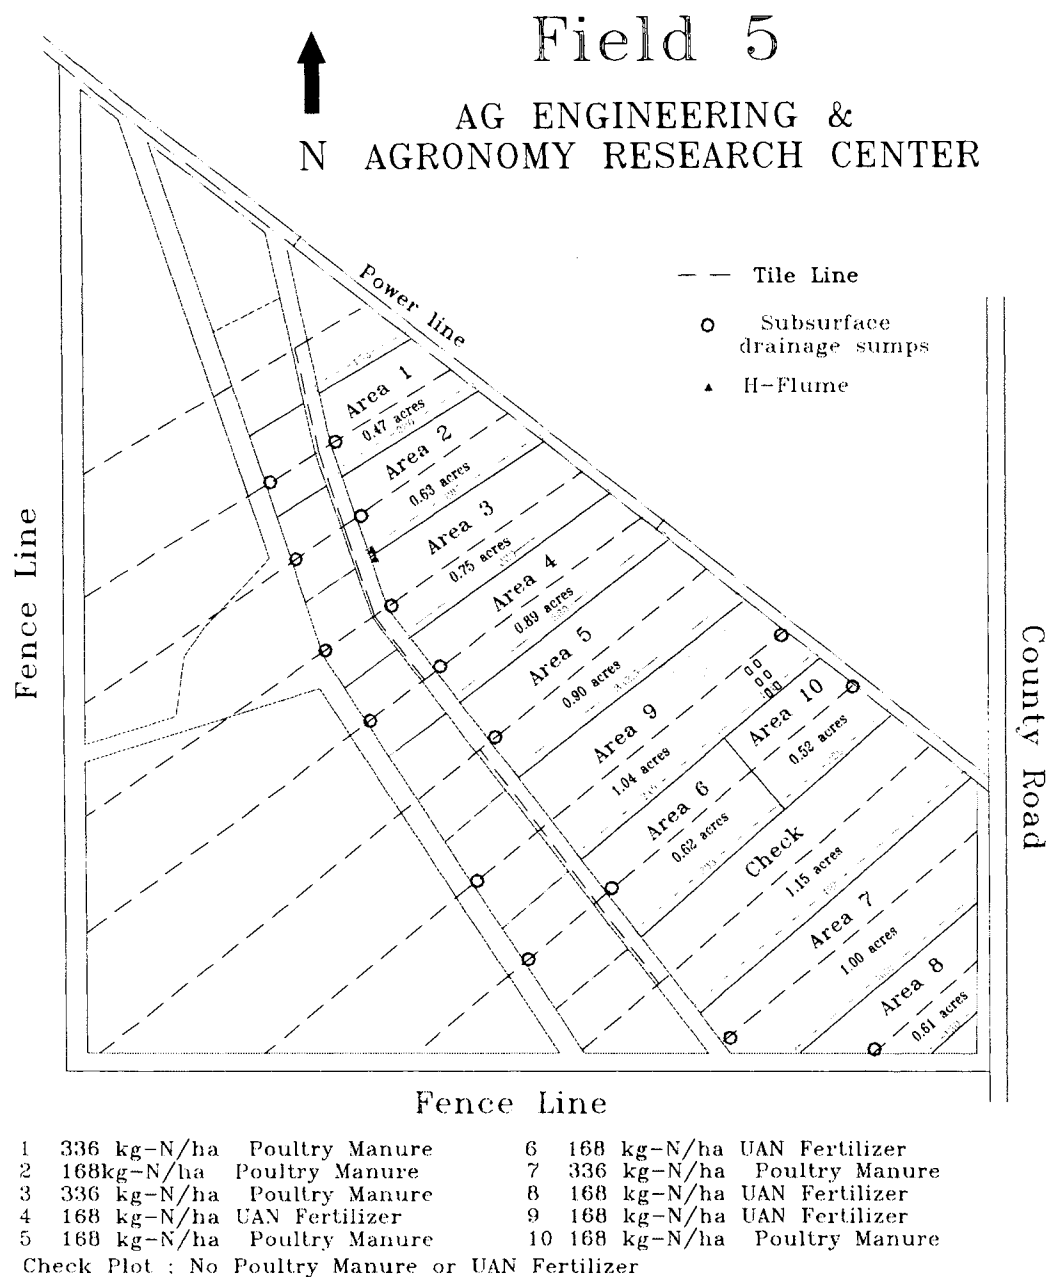 Field 5
AG ENGINEERING &
N AGRONOMY RESEARCH CENTER
Tile Line
Subsurface
drainage sumps
H-Flume
Power line
Fence Line
County Road
Area 1
0.47 acres
Area 2
0.63 acres
Area 3
0.75 acres
Area 4
0.89 acres
Area 5
0.90 acres
Area 9
1.04 acres
Area 10
0.52 acres
Area 6
0.62 acres
Check
1.15 acres
Area 7
1.00 acres
Area 8
0.61 acres
Fence Line
1 336 kg-N/ha Poultry Manure
2 168kg-N/ha Poultry Manure
3 336 kg-N/ha Poultry Manure
4 168 kg-N/ha UAN Fertilizer
5 168 kg-N/ha Poultry Manure
6 168 kg-N/ha UAN Fertilizer
7 336 kg-N/ha Poultry Manure
8 168 kg-N/ha UAN Fertilizer
9 168 kg-N/ha UAN Fertilizer
10 168 kg-N/ha Poultry Manure
Check Plot : No Poultry Manure or UAN Fertilizer